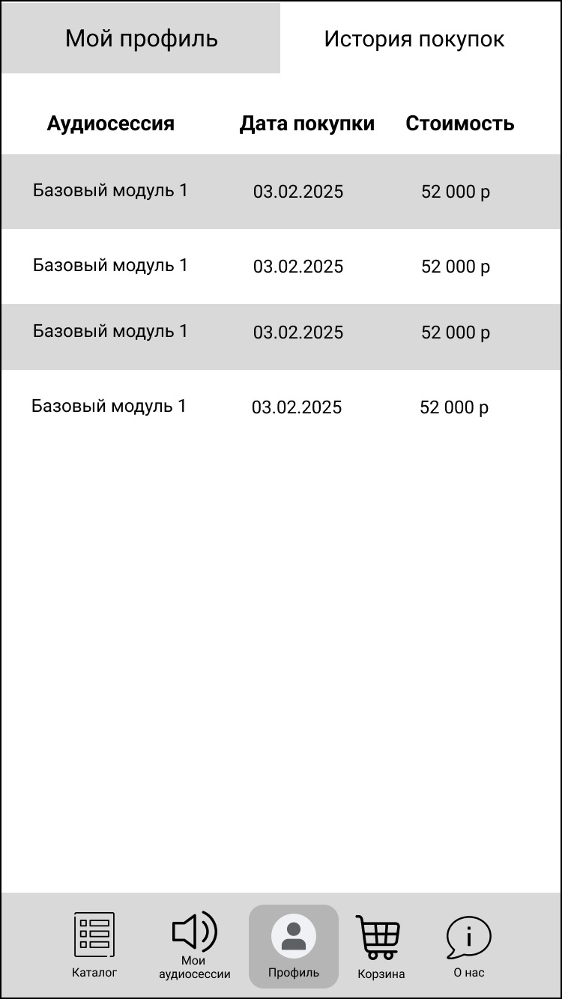 Мой профиль История покупок
Аудиосессия Дата покупки Стоимость
Базовый модуль 1 03.02.2025 52 000 р
Базовый модуль 1 03.02.2025 52 000 р
Базовый модуль 1 03.02.2025 52 000 р
Базовый модуль 1 03.02.2025 52 000 р
Каталог
Мои
аудиосессии
Профиль
Корзина
О нас